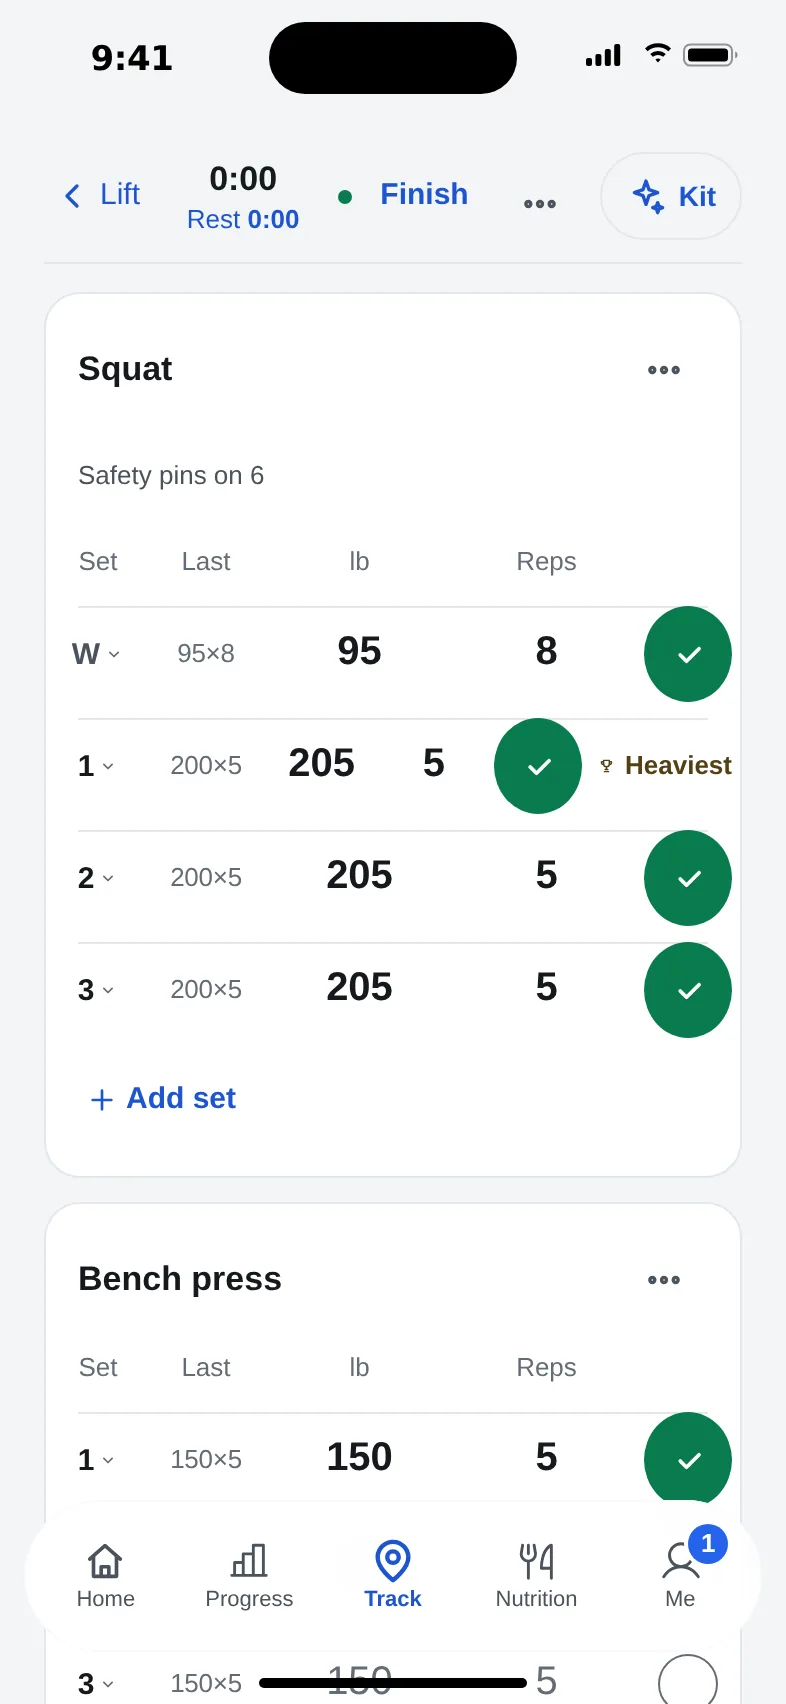 9:41
Lift
0:00
Rest 0:00
Finish
Kit
Squat
Safety pins on 6
Set Last lb Reps
W 95×8 95 8
1 200×5 205 5 Heaviest
2 200×5 205 5
3 200×5 205 5
Add set
Bench press
Set Last lb Reps
1 150×5 150 5
1
Home Progress Track Nutrition Me
3 150×5 150 5